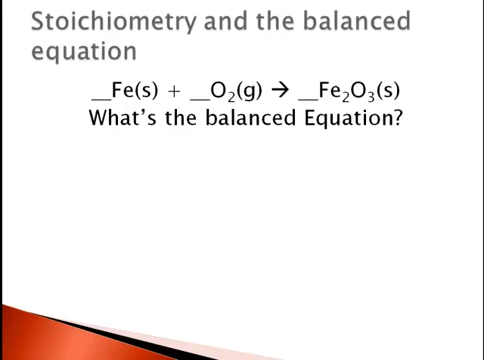 Stoichiometry and the balanced
equation
__Fe(s) + __O₂(g) → __Fe₂O₃(s)
What's the balanced Equation?